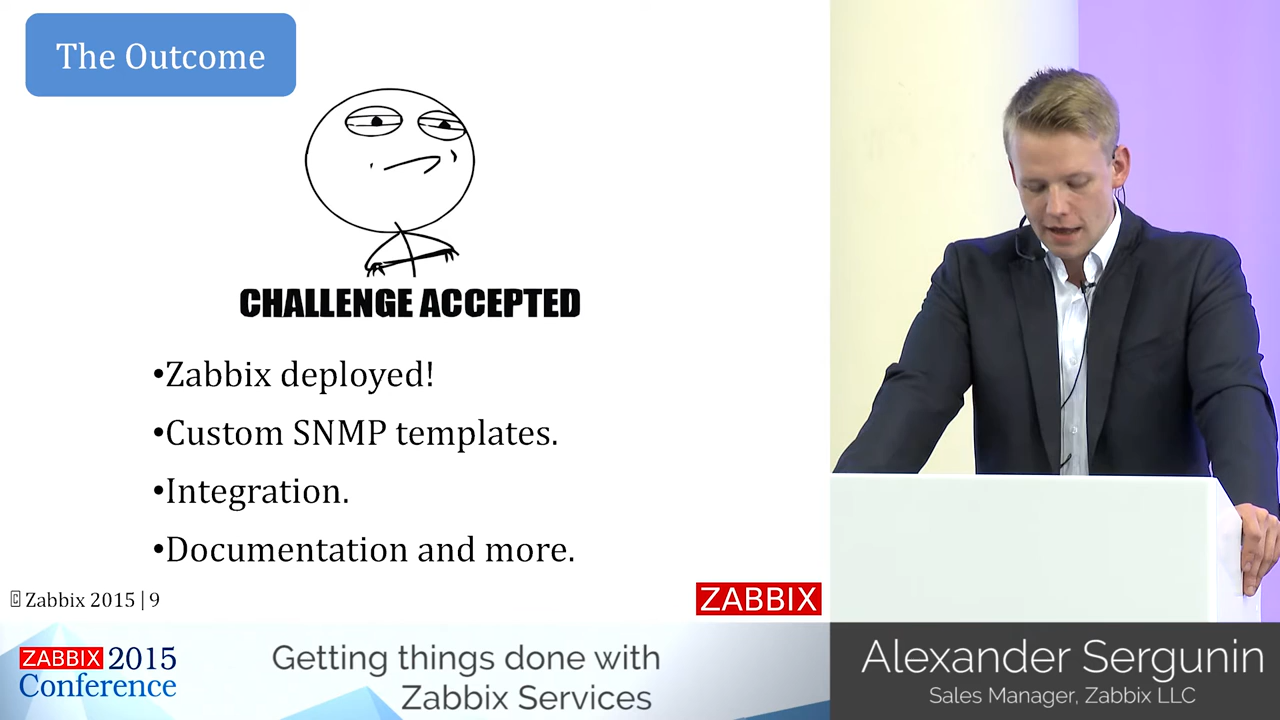 The Outcome
CHALLENGE ACCEPTED
•Zabbix deployed!
•Custom SNMP templates.
•Integration.
•Documentation and more.
Zabbix 2015 | 9
ZABBIX
ZABBIX 2015
Conference
Getting things done with
Zabbix Services
Alexander Sergunin
Sales Manager, Zabbix LLC